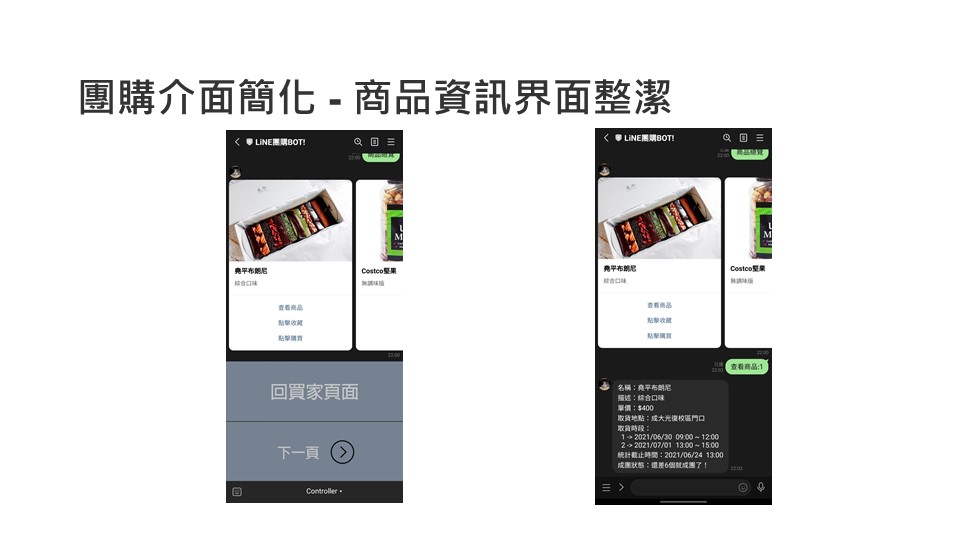 團購介面簡化 - 商品資訊界面整潔
LiNE團購BOT!
商品總覽
22:00
堯平布朗尼
綜合口味
查看商品
點擊收藏
點擊購買
Costco堅果
無調味版
22:00
回買家頁面
下一頁
Controller
LiNE團購BOT!
商品總覽
22:00
堯平布朗尼
綜合口味
查看商品
點擊收藏
點擊購買
Costco堅果
無調味版
22:00
已讀
22:03
查看商品:1
名稱：堯平布朗尼
描述：綜合口味
單價：$400
取貨地點：成大光復校區門口
取貨時段：
1 -> 2021/06/30 09:00 ~ 12:00
2 -> 2021/07/01 13:00 ~ 15:00
統計截止時間：2021/06/24 13:00
成團狀態：還差6個就成團了！
22:03